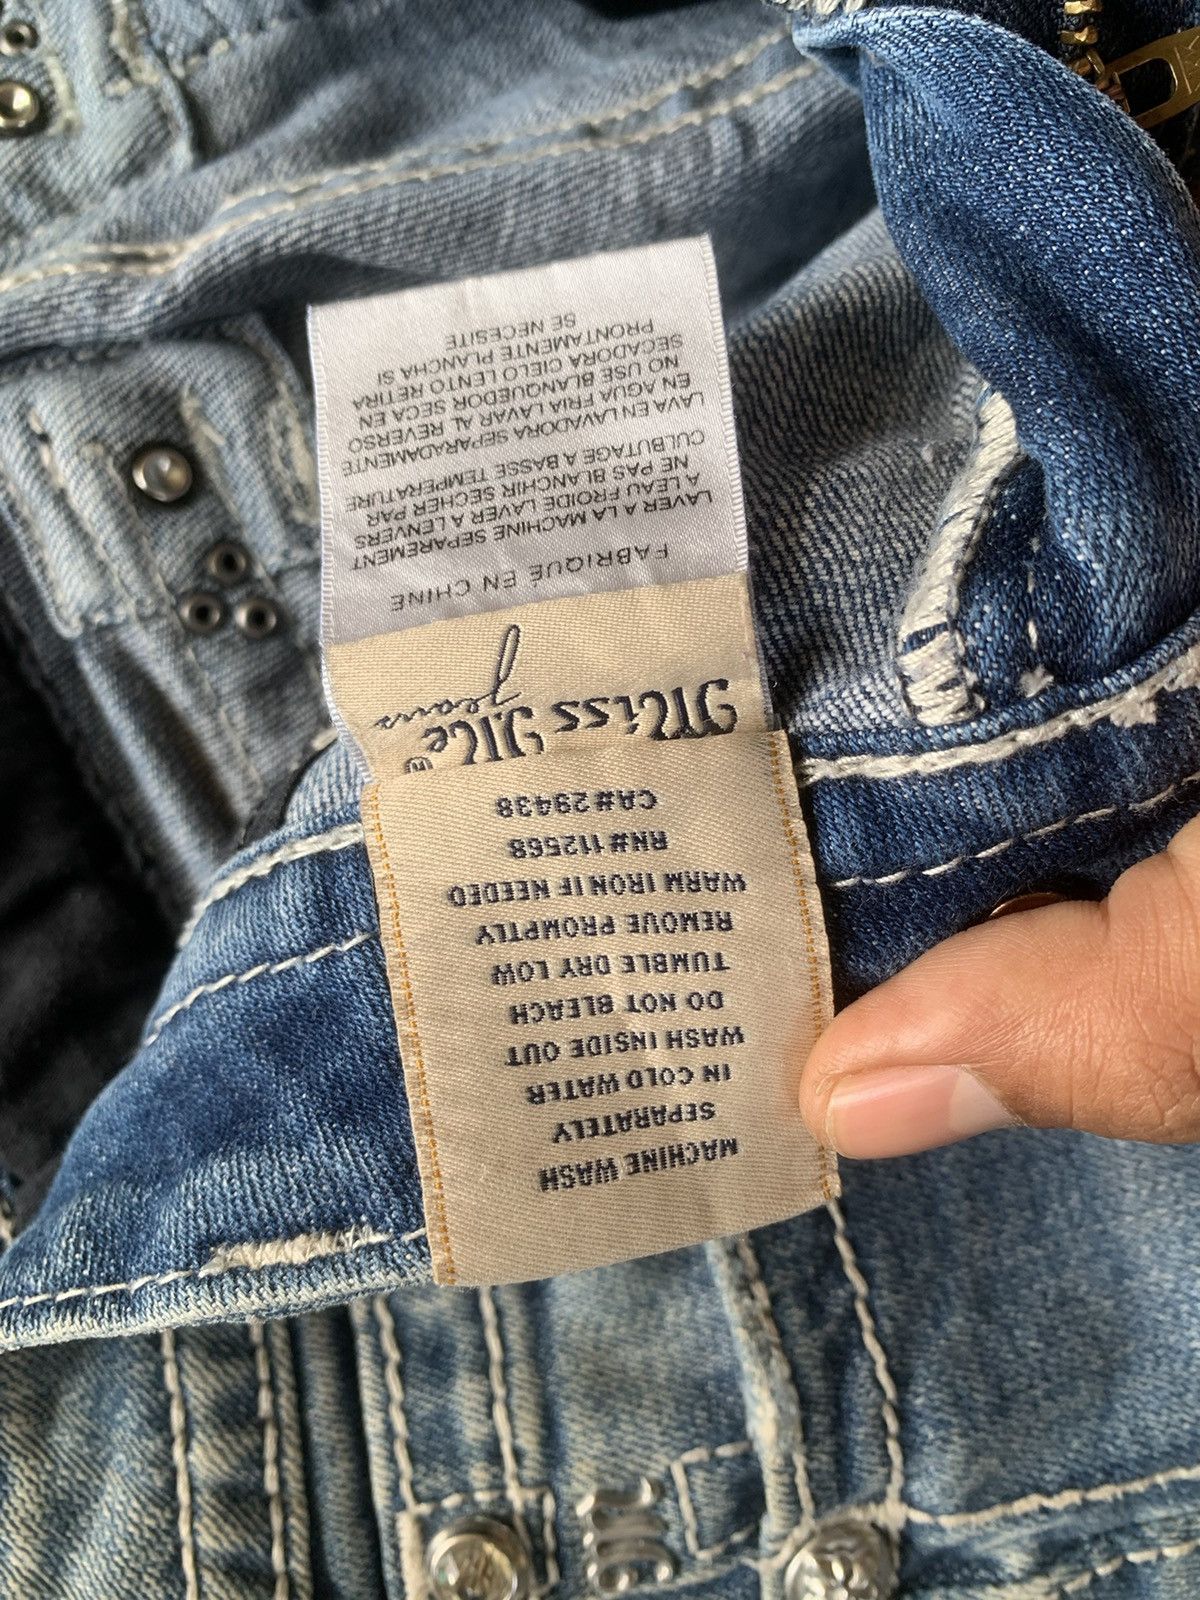 MACHINE WASH
SEPARATELY
IN COLD WATER
WASH INSIDE OUT
DO NOT BLEACH
TUMBLE DRY LOW
REMOVE PROMPTLY
WARM IRON IF NEEDED
RN# 112568
CA# 29438
Miss Me®
jeans
FABRIQUE EN CHINE
LAVER A LA MACHINE SEPAREMENT
A LEAU FROIDE LAVER A LENVERS
NE PAS BLANCHIR SECHER PAR
CULBUTAGE A BASSE TEMPERATURE
LAVA EN LAVADORA SEPARADAMENTE
EN AGUA FRIA LAVAR AL REVERSO
NO USE BLANQUEDOR SECA EN
SECADORA CIELO LENTO RETIRA
PRONTAMENTE PLANCHA SI
SE NECESITE